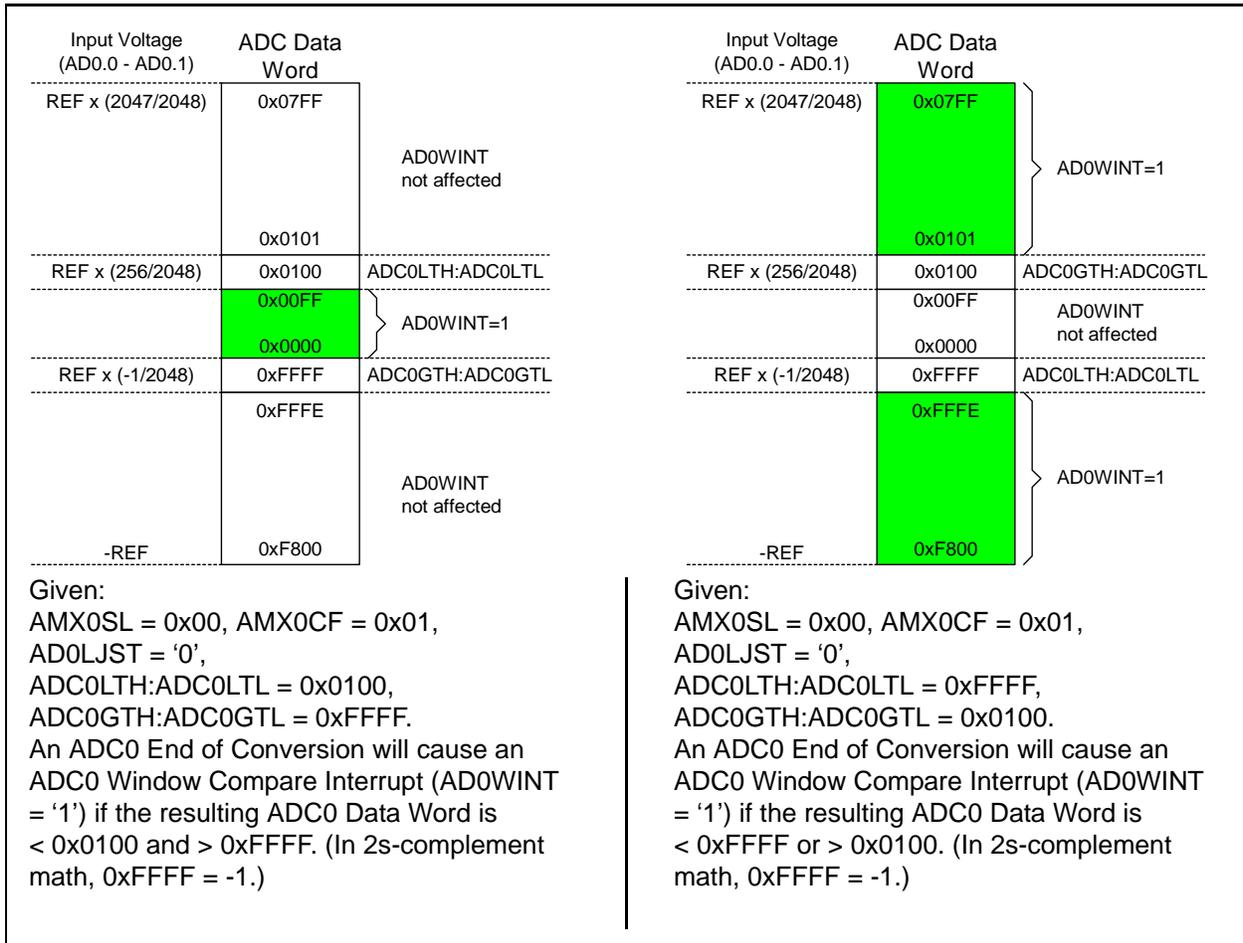 Input Voltage
(AD0.0 - AD0.1)
ADC Data
Word
REF x (2047/2048)
0x07FF
AD0WINT
not affected
0x0101
REF x (256/2048)
0x0100
ADC0LTH:ADC0LTL
0x00FF
AD0WINT=1
0x0000
REF x (-1/2048)
0xFFFF
ADC0GTH:ADC0GTL
0xFFFE
AD0WINT
not affected
-REF
0xF800
Given:
AMX0SL = 0x00, AMX0CF = 0x01,
AD0LJST = ‘0’,
ADC0LTH:ADC0LTL = 0x0100,
ADC0GTH:ADC0GTL = 0xFFFF.
An ADC0 End of Conversion will cause an
ADC0 Window Compare Interrupt (AD0WINT
= ‘1’) if the resulting ADC0 Data Word is
< 0x0100 and > 0xFFFF. (In 2s-complement
math, 0xFFFF = -1.)
Input Voltage
(AD0.0 - AD0.1)
ADC Data
Word
REF x (2047/2048)
0x07FF
AD0WINT=1
0x0101
REF x (256/2048)
0x0100
ADC0GTH:ADC0GTL
0x00FF
AD0WINT
not affected
0x0000
REF x (-1/2048)
0xFFFF
ADC0LTH:ADC0LTL
0xFFFE
AD0WINT=1
-REF
0xF800
Given:
AMX0SL = 0x00, AMX0CF = 0x01,
AD0LJST = ‘0’,
ADC0LTH:ADC0LTL = 0xFFFF,
ADC0GTH:ADC0GTL = 0x0100.
An ADC0 End of Conversion will cause an
ADC0 Window Compare Interrupt (AD0WINT
= ‘1’) if the resulting ADC0 Data Word is
< 0xFFFF or > 0x0100. (In 2s-complement
math, 0xFFFF = -1.)